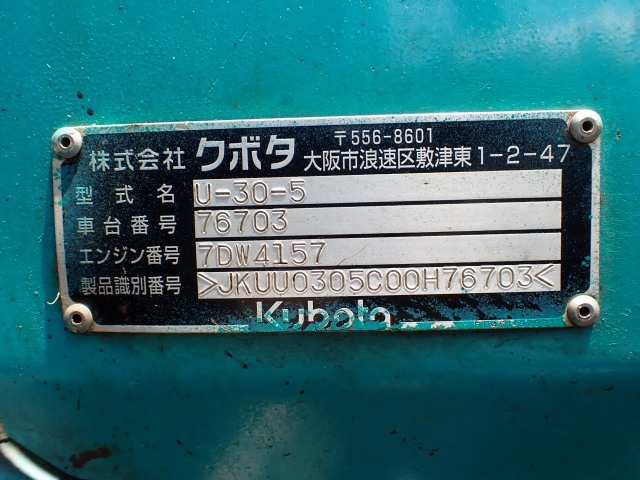 〒556-8601
株式会社 クボタ 大阪市浪速区敷津東1-2-47
型式名 U-30-5
車台番号 76703
エンジン番号 7DW4157
製品識別番号 >JKUU0305C00H76703<
Kubota